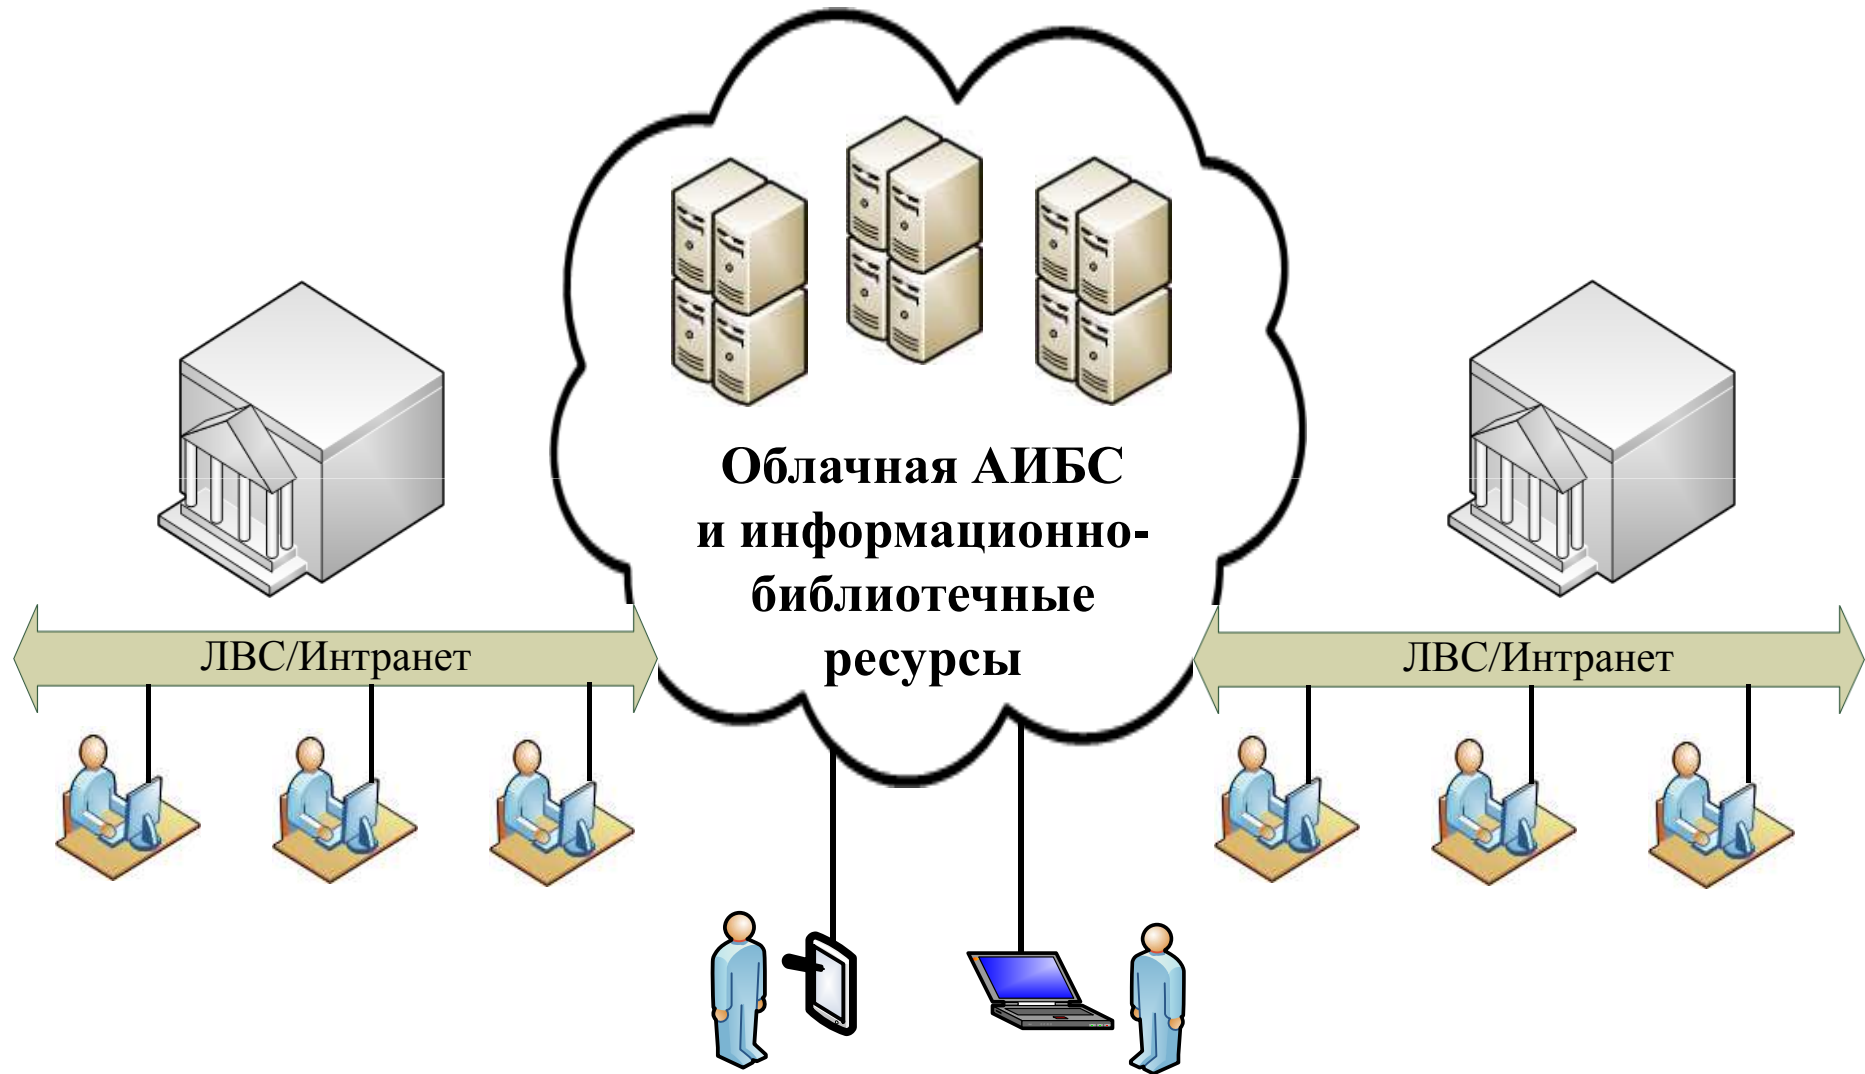 Облачная АИБС
и информационно-
библиотечные
ресурсы
ЛВС/Интранет
ЛВС/Интранет